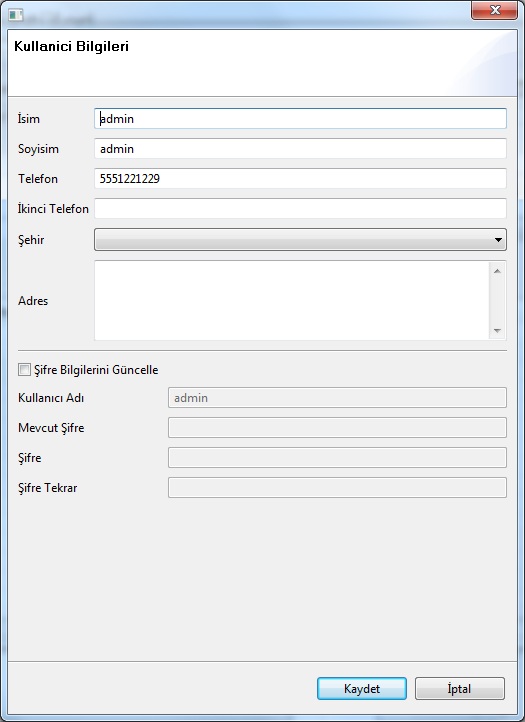 Kullanici Bilgileri
İsim admin
Soyisim admin
Telefon 5551221229
İkinci Telefon
Şehir
Adres
Şifre Bilgilerini Güncelle
Kullanıcı Adı admin
Mevcut Şifre
Şifre
Şifre Tekrar
Kaydet İptal